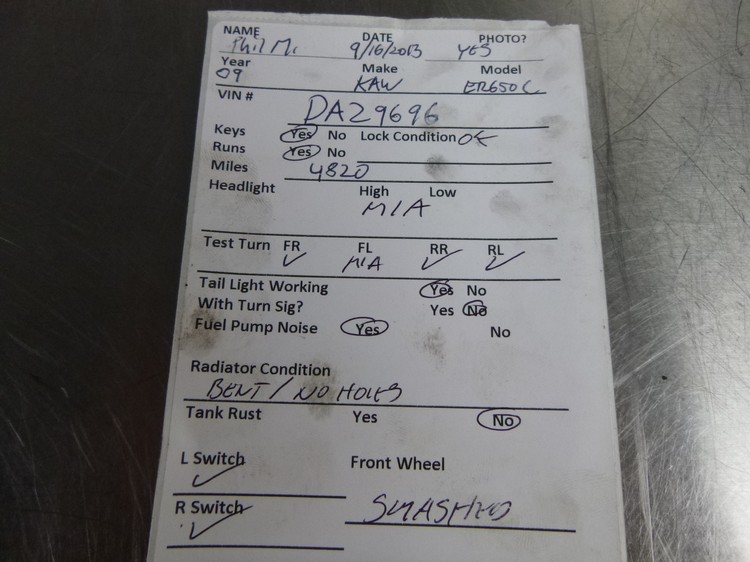 NAME DATE PHOTO?
Phil M. 9/16/2013 YES
Year Make Model
09 KAW ER650C
VIN # DA29696
Keys Yes No Lock Condition OK
Runs Yes No
Miles 4820
Headlight High Low
MIA
Test Turn FR FL RR RL
✓ MIA ✓ ✓
Tail Light Working Yes No
With Turn Sig? Yes No
Fuel Pump Noise Yes No
Radiator Condition
BENT / NO HOLES
Tank Rust Yes No
L Switch Front Wheel
✓
R Switch SMASHED
✓